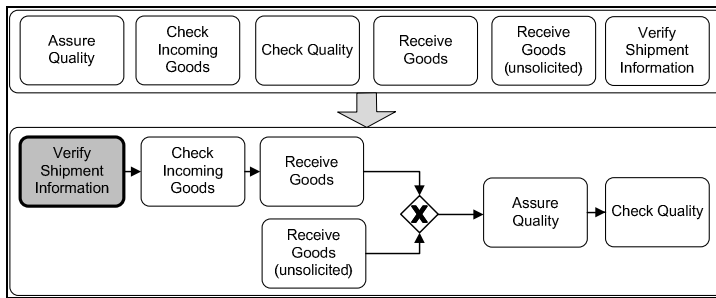 Assure
Quality
Check
Incoming
Goods
Check Quality
Receive
Goods
Receive
Goods
(unsolicited)
Verify
Shipment
Information
Verify
Shipment
Information
Check
Incoming
Goods
Receive
Goods
Receive
Goods
(unsolicited)
X
Assure
Quality
Check Quality